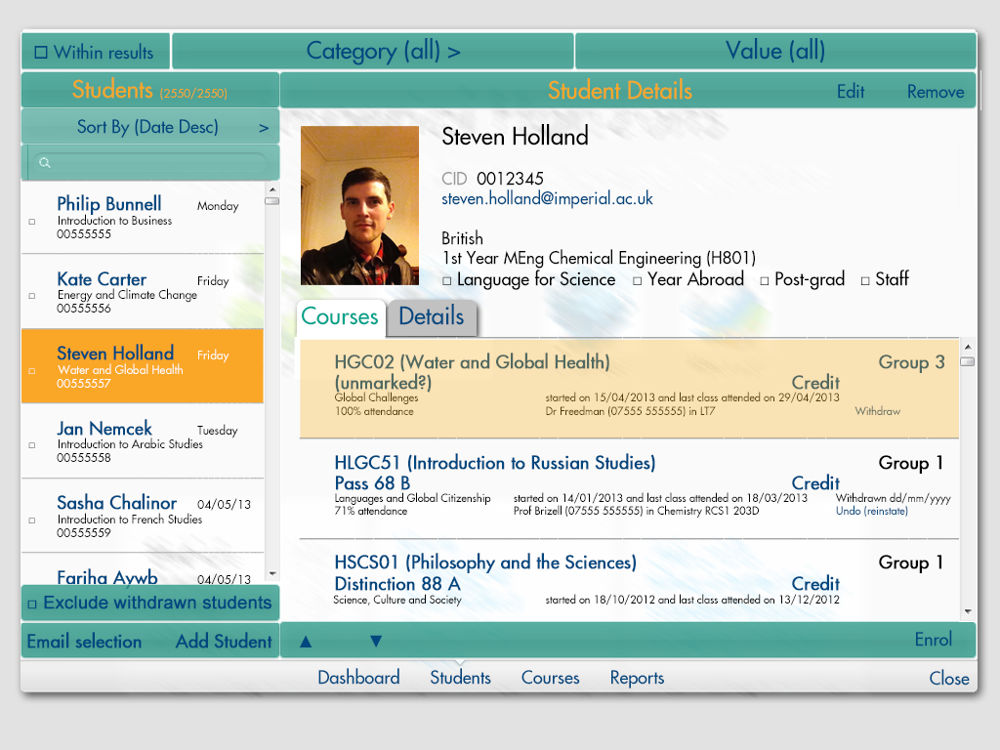 Within results
Category (all) >
Value (all)
Students (2550/2550)
Student Details
Edit
Remove
Sort By (Date Desc) >
Philip Bunnell Monday
Introduction to Business
00555555
Kate Carter Friday
Energy and Climate Change
00555556
Steven Holland Friday
Water and Global Health
00555557
Jan Nemcek Tuesday
Introduction to Arabic Studies
00555558
Sasha Chalinor 04/05/13
Introduction to French Studies
00555559
Fariha Aywb 04/05/13
Exclude withdrawn students
Email selection Add Student
Steven Holland
CID 0012345
steven.holland@imperial.ac.uk
British
1st Year MEng Chemical Engineering (H801)
Language for Science Year Abroad Post-grad Staff
Courses Details
HGC02 (Water and Global Health) Group 3
(unmarked?) Credit
Global Challenges started on 15/04/2013 and last class attended on 29/04/2013
100% attendance Dr Freedman (07555 555555) in LT7 Withdraw
HLGC51 (Introduction to Russian Studies) Group 1
Pass 68 B Credit
Languages and Global Citizenship started on 14/01/2013 and last class attended on 18/03/2013 Withdrawn dd/mm/yyyy
71% attendance Prof Brizell (07555 555555) in Chemistry RCS1 203D Undo (reinstate)
HSCS01 (Philosophy and the Sciences) Group 1
Distinction 88 A Credit
Science, Culture and Society started on 18/10/2012 and last class attended on 13/12/2012
▲ ▼ Enrol
Dashboard Students Courses Reports Close